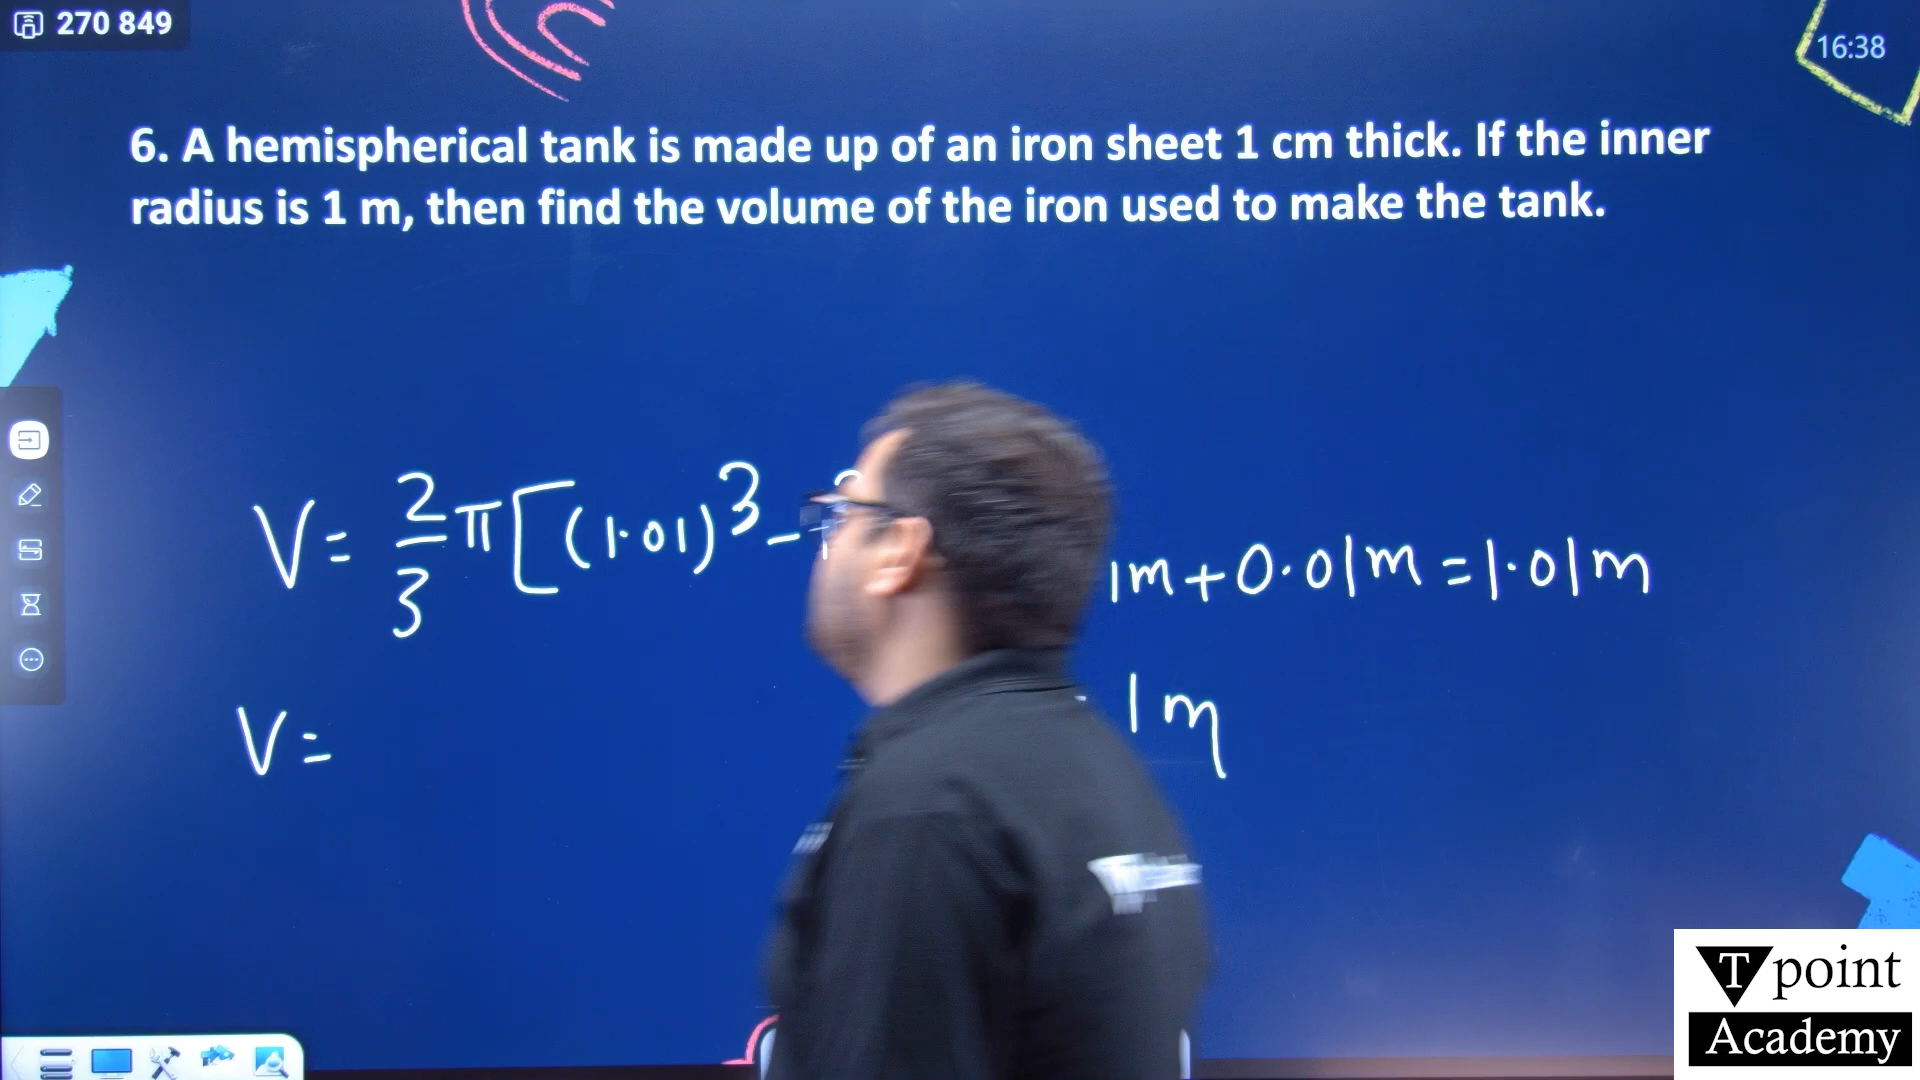 270 849
16:38
6. A hemispherical tank is made up of an iron sheet 1 cm thick. If the inner
radius is 1 m, then find the volume of the iron used to make the tank.
V = 2/3 π [(1.01)³ -
1m + 0.01m = 1.01m
V =
1m
T point
Academy